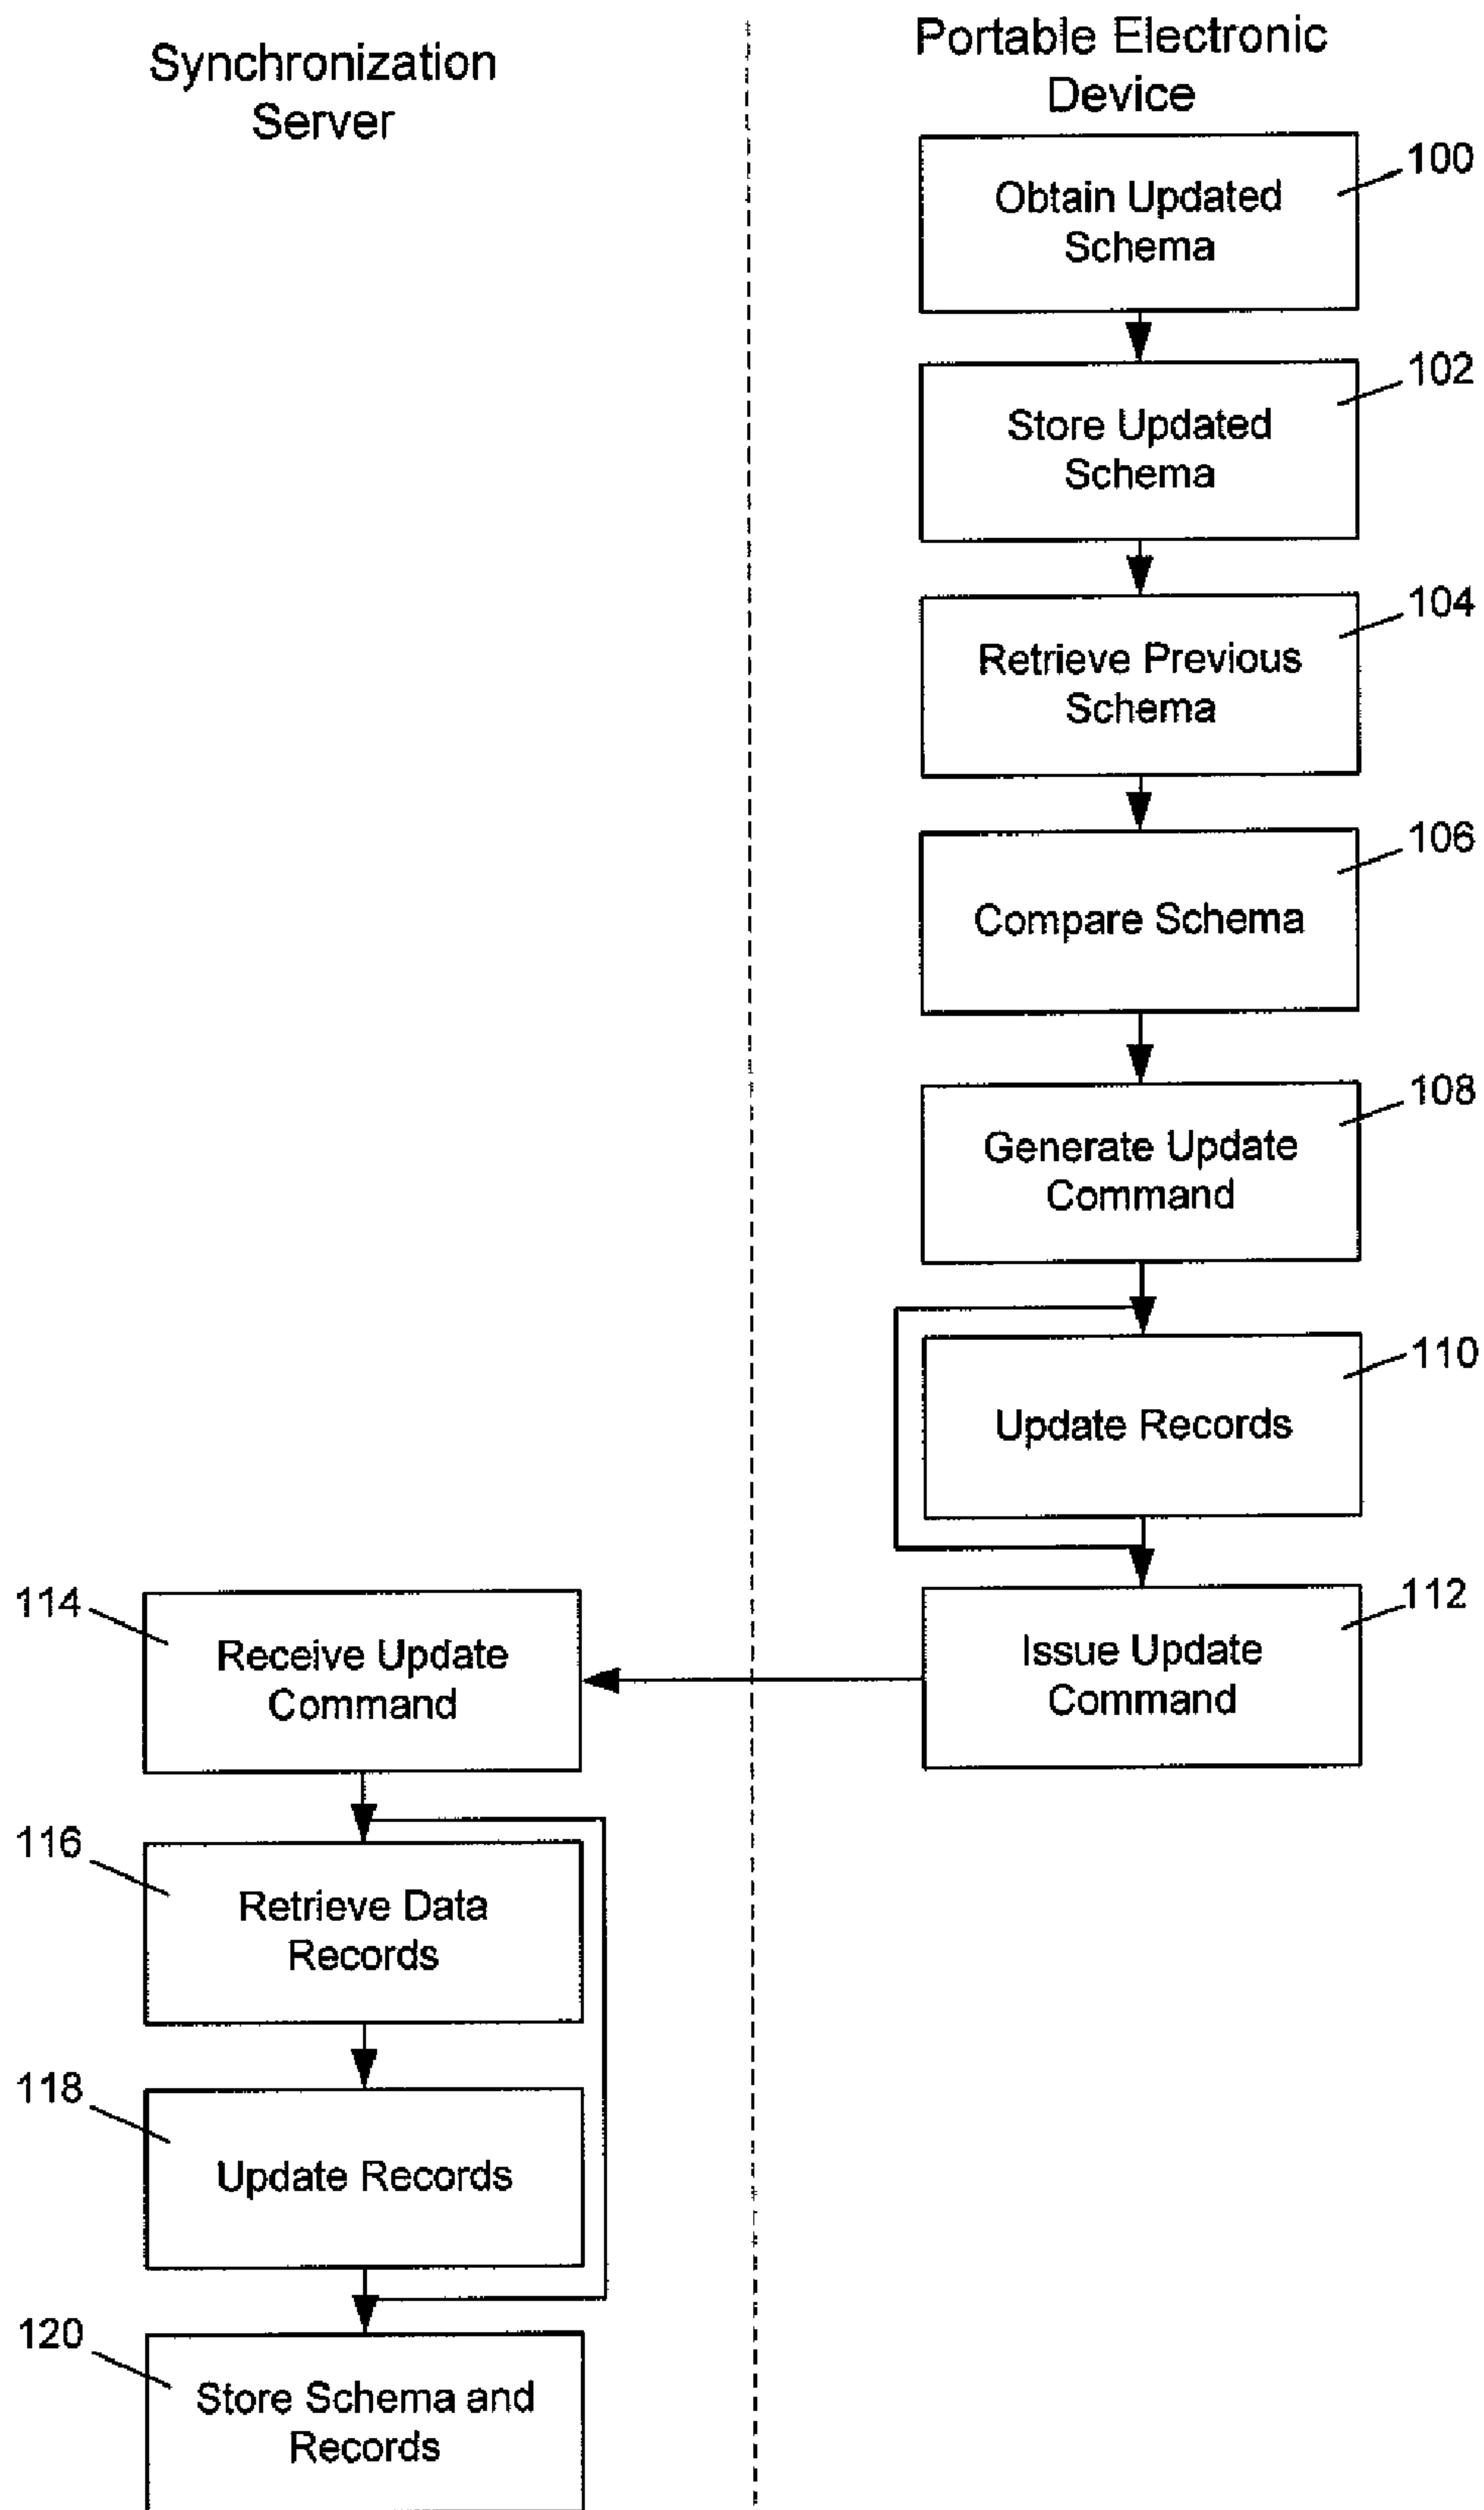 Synchronization
Server
Portable Electronic
Device
100
Obtain Updated
Schema
102
Store Updated
Schema
104
Retrieve Previous
Schema
106
Compare Schema
108
Generate Update
Command
110
Update Records
112
Issue Update
Command
114
Receive Update
Command
116
Retrieve Data
Records
118
Update Records
120
Store Schema and
Records